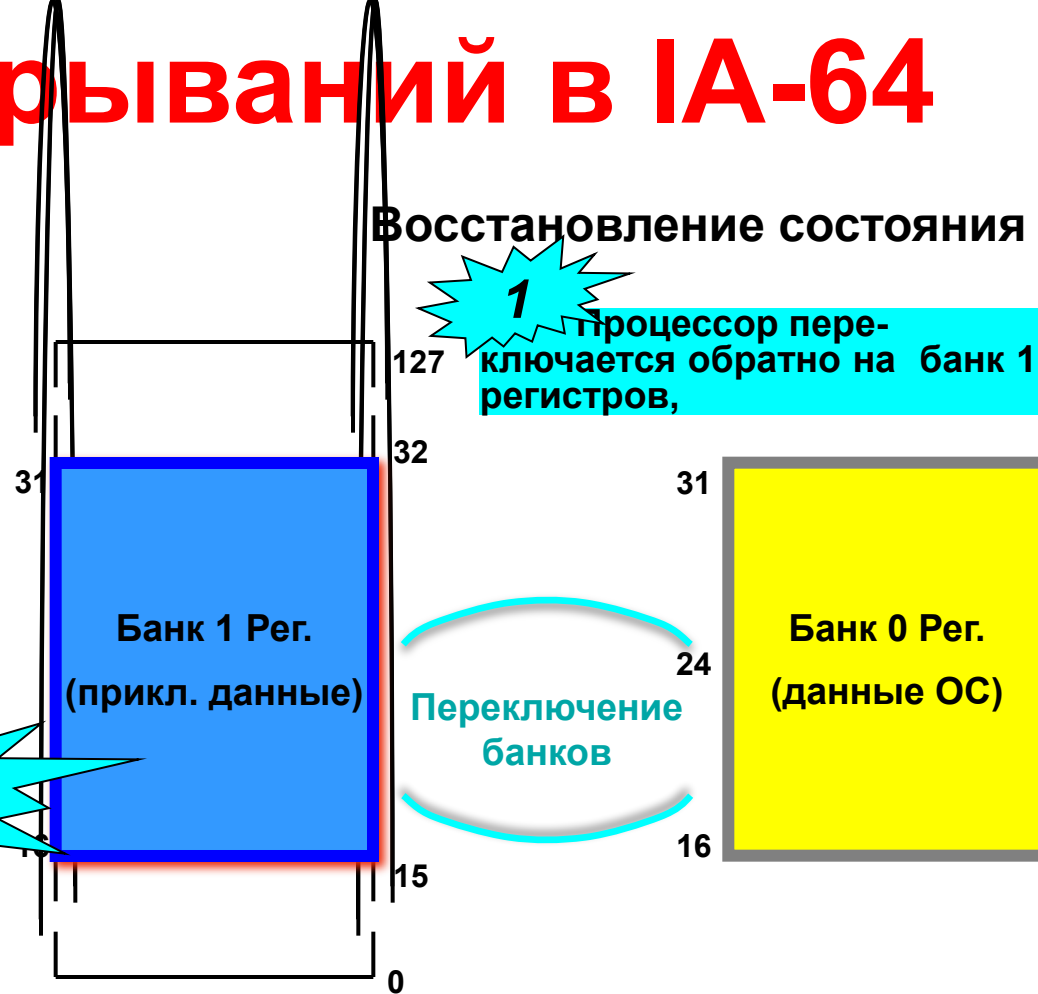 рываний в IA-64
Восстановление состояния
1
Процессор пере-
ключается обратно на банк 1
регистров,
127
32
31
31
Банк 1 Рег.
(прикл. данные)
Переключение
банков
24
Банк 0 Рег.
(данные ОС)
16
15
0